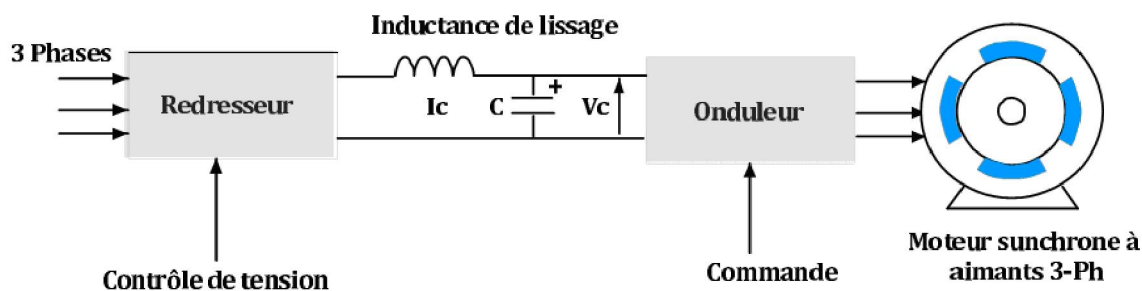 Inductance de lissage
3 Phases
Redresseur
Ic
C
+
Vc
Onduleur
Contrôle de tension
Commande
Moteur sunchrone à
aimants 3-Ph